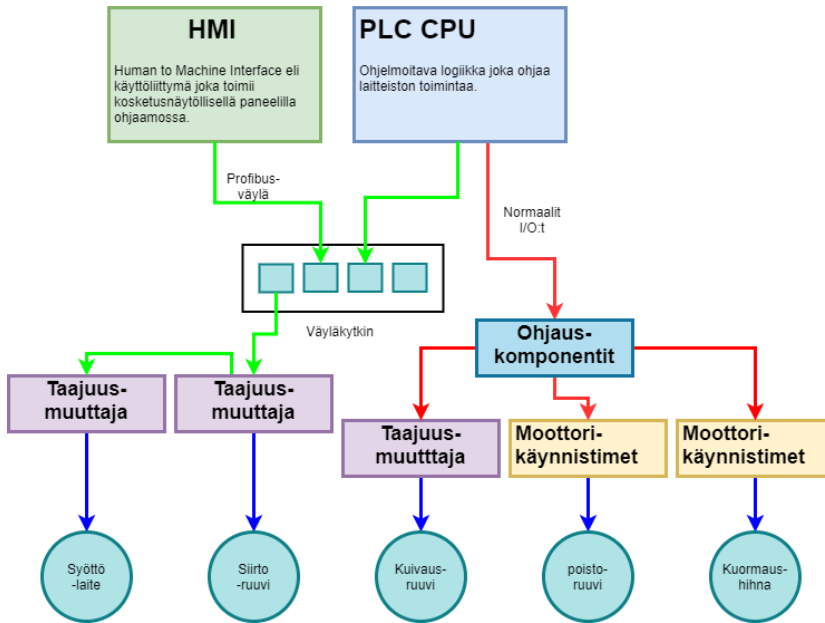 HMI
Human to Machine Interface eli
käyttöliittymä joka toimii
kosketusnäytöllisellä paneelilla
ohjaamossa.
PLC CPU
Ohjelmoitava logiikka joka ohjaa
laitteiston toimintaa.
Profibus-
väylä
Normaalit
I/O:t
Väyläkytkin
Ohjaus-
komponentit
Taajuus-
muuttaja
Taajuus-
muuttaja
Taajuus-
muutttaja
Moottori-
käynnistimet
Moottori-
käynnistimet
Syöttö
-laite
Siirto
-ruuvi
Kuivaus-
ruuvi
poisto-
ruuvi
Kuormaus-
hihna